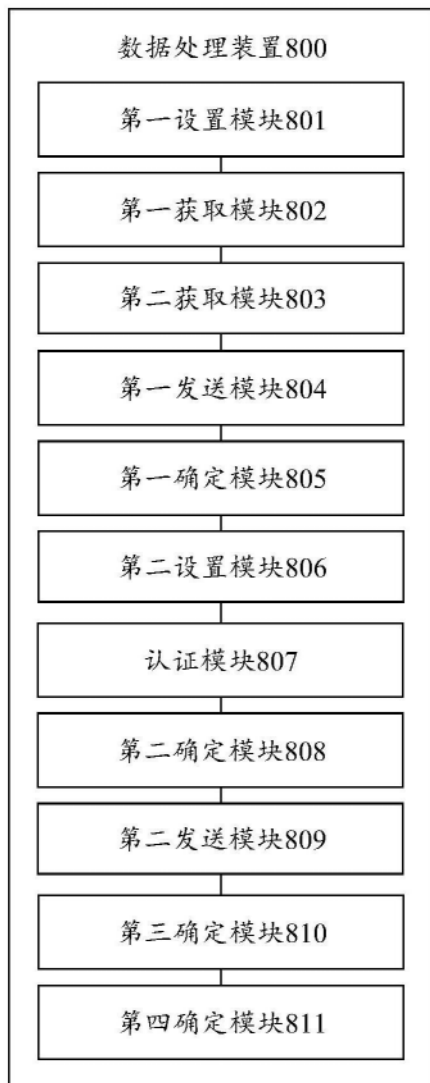 数据处理装置800
第一设置模块801
第一获取模块802
第二获取模块803
第一发送模块804
第一确定模块805
第二设置模块806
认证模块807
第二确定模块808
第二发送模块809
第三确定模块810
第四确定模块811